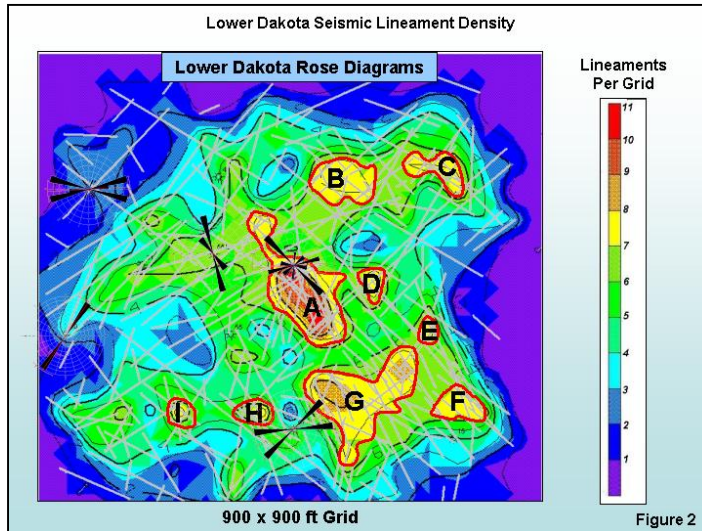 Lower Dakota Seismic Lineament Density
Lower Dakota Rose Diagrams
Lineaments
Per Grid
11
10
9
8
7
6
5
4
3
2
1
B
C
A
D
E
G
F
I
H
900 x 900 ft Grid
Figure 2